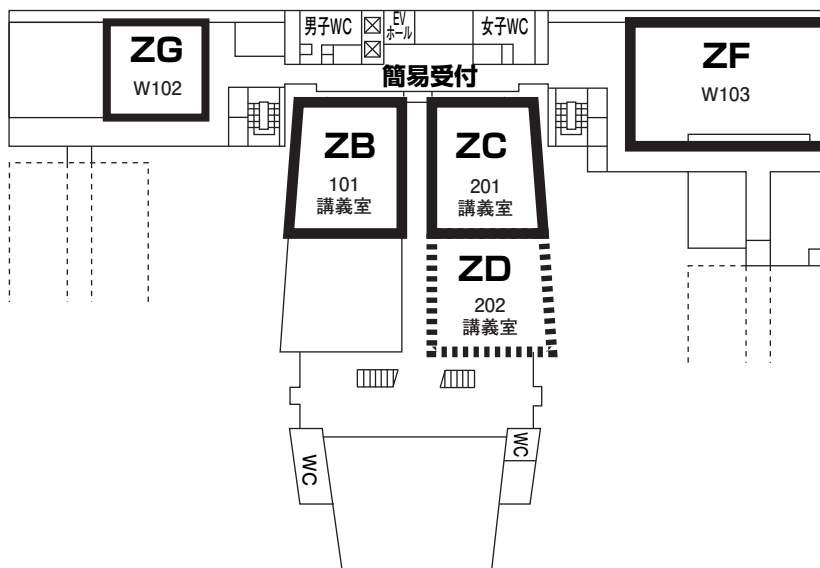 男子WC
EV
ホール
女子WC
簡易受付
ZG
W102
ZF
W103
ZB
101
講義室
ZC
201
講義室
ZD
202
講義室
WC
WC